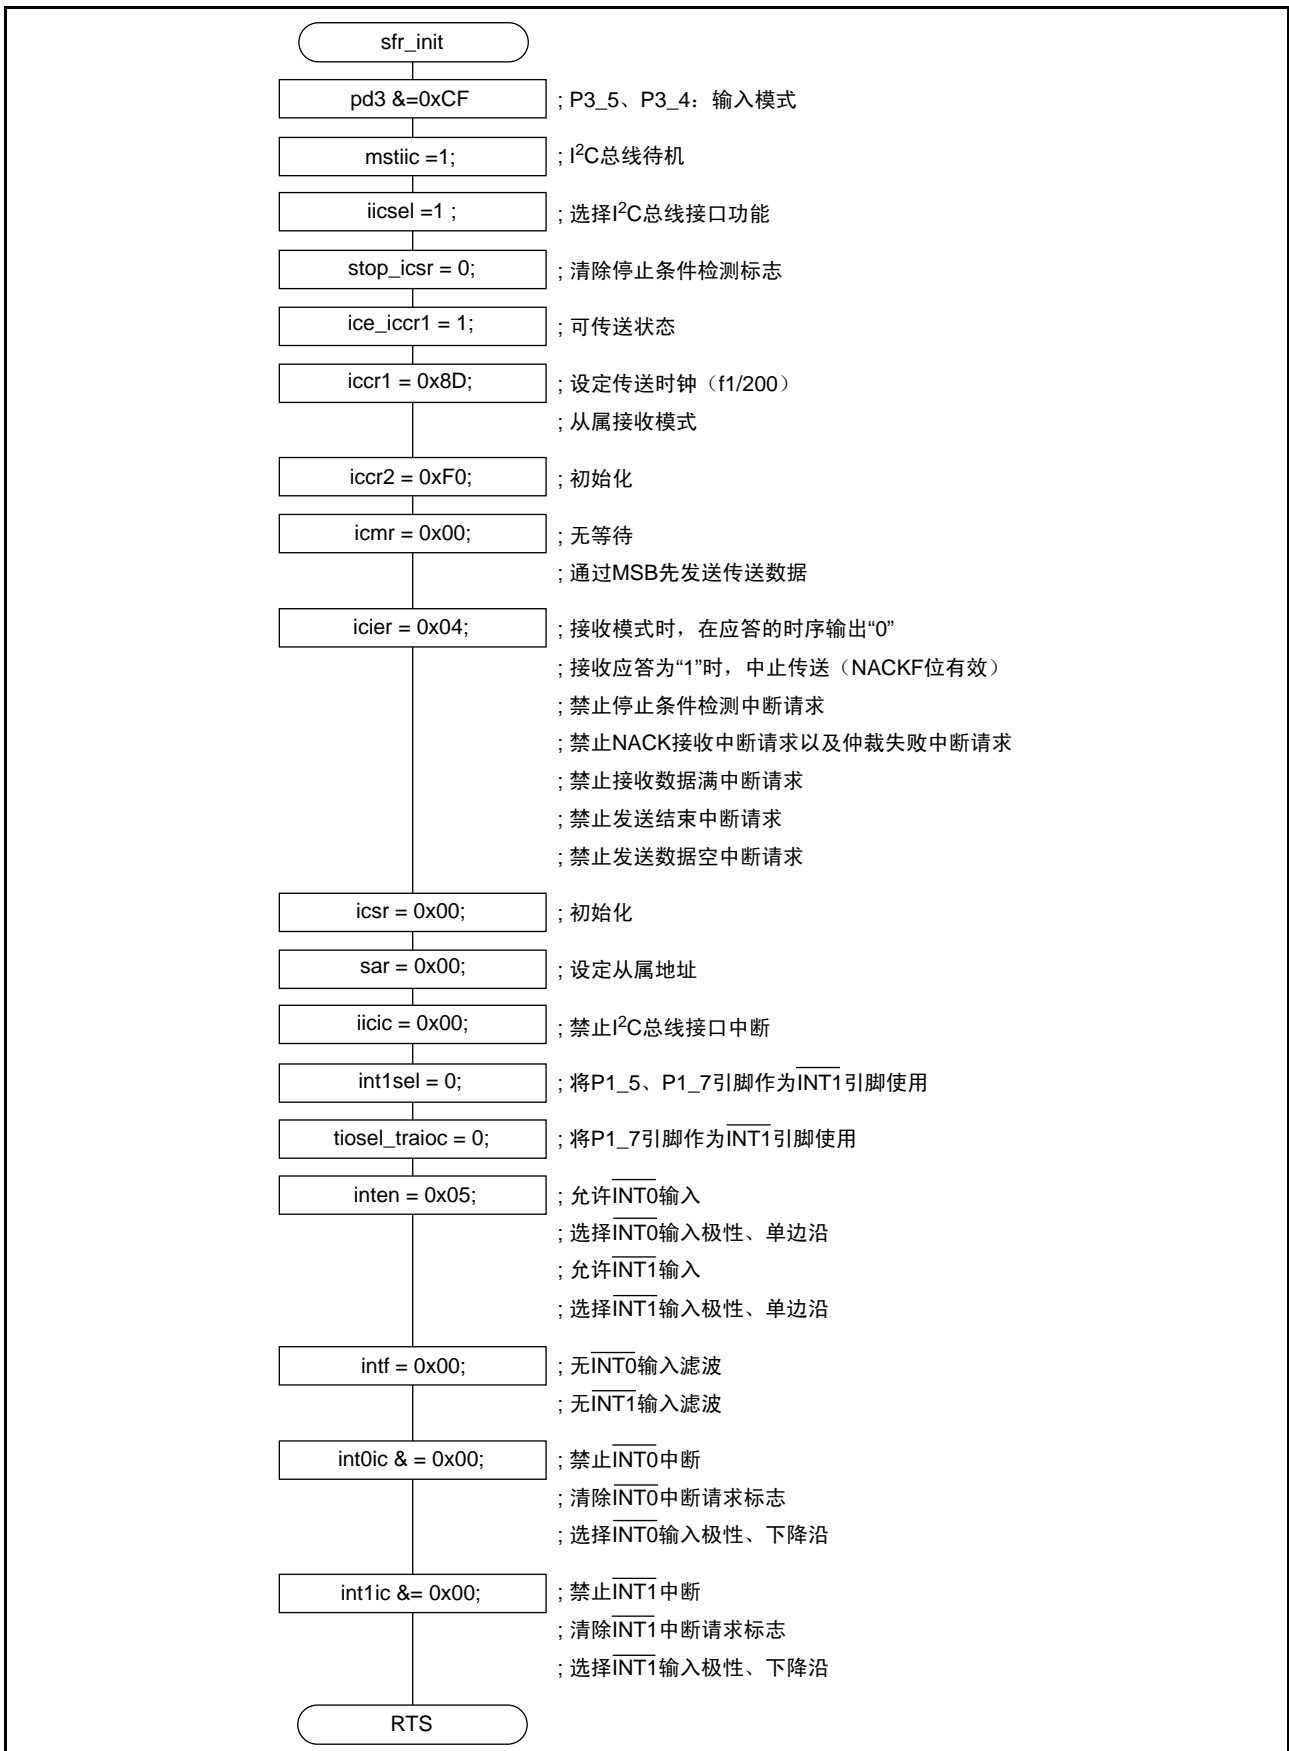 sfr_init
pd3 &=0xCF ; P3_5、P3_4：输入模式
mstiic =1; ; I2C总线待机
iicsel =1 ; ; 选择I2C总线接口功能
stop_icsr = 0; ; 清除停止条件检测标志
ice_iccr1 = 1; ; 可传送状态
iccr1 = 0x8D; ; 设定传送时钟（f1/200）
; 从属接收模式
iccr2 = 0xF0; ; 初始化
icmr = 0x00; ; 无等待
; 通过MSB先发送传送数据
icier = 0x04; ; 接收模式时，在应答的时序输出“0”
; 接收应答为“1”时，中止传送（NACKF位有效）
; 禁止停止条件检测中断请求
; 禁止NACK接收中断请求以及仲裁失败中断请求
; 禁止接收数据满中断请求
; 禁止发送结束中断请求
; 禁止发送数据空中断请求
icsr = 0x00; ; 初始化
sar = 0x00; ; 设定从属地址
iicic = 0x00; ; 禁止I2C总线接口中断
int1sel = 0; ; 将P1_5、P1_7引脚作为INT1引脚使用
tiosel_traioc = 0; ; 将P1_7引脚作为INT1引脚使用
inten = 0x05; ; 允许INT0输入
; 选择INT0输入极性、单边沿
; 允许INT1输入
; 选择INT1输入极性、单边沿
intf = 0x00; ; 无INT0输入滤波
; 无INT1输入滤波
int0ic & = 0x00; ; 禁止INT0中断
; 清除INT0中断请求标志
; 选择INT0输入极性、下降沿
int1ic &= 0x00; ; 禁止INT1中断
; 清除INT1中断请求标志
; 选择INT1输入极性、下降沿
RTS